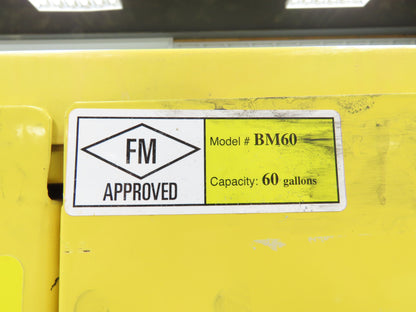 FM
APPROVED
Model # BM60
Capacity: 60 gallons